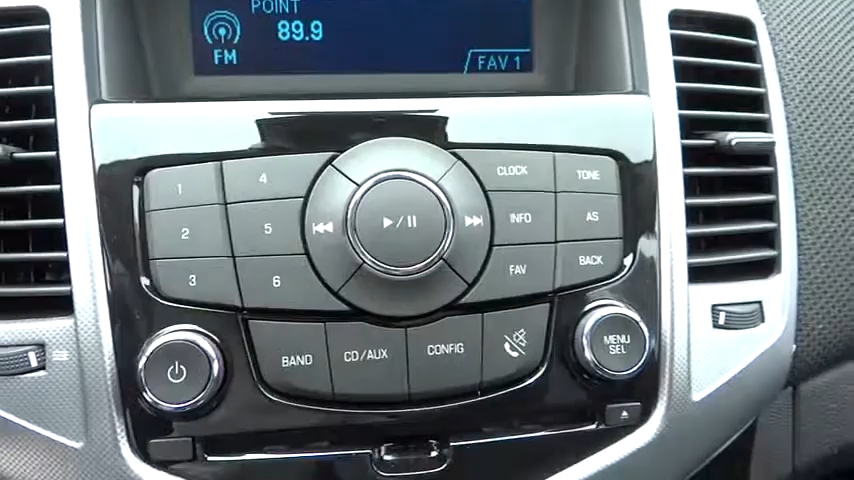 POINT
89.9
FM
FAV 1
1
4
CLOCK
TONE
2
5
INFO
AS
3
6
FAV
BACK
BAND
CD/AUX
CONFIG
MENU
SEL